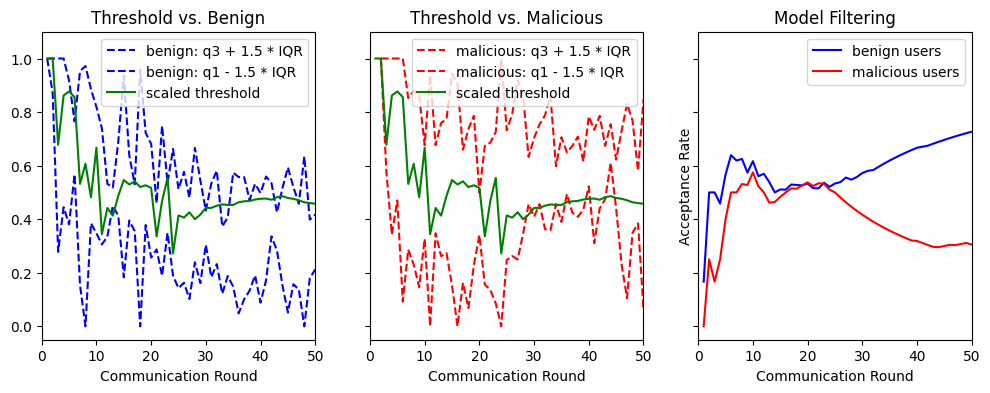 Threshold vs. Benign
benign: q3 + 1.5 * IQR
benign: q1 - 1.5 * IQR
scaled threshold
1.0
0.8
0.6
0.4
0.2
0.0
0 10 20 30 40 50
Communication Round
Threshold vs. Malicious
malicious: q3 + 1.5 * IQR
malicious: q1 - 1.5 * IQR
scaled threshold
0 10 20 30 40 50
Communication Round
Model Filtering
benign users
malicious users
Acceptance Rate
0 10 20 30 40 50
Communication Round